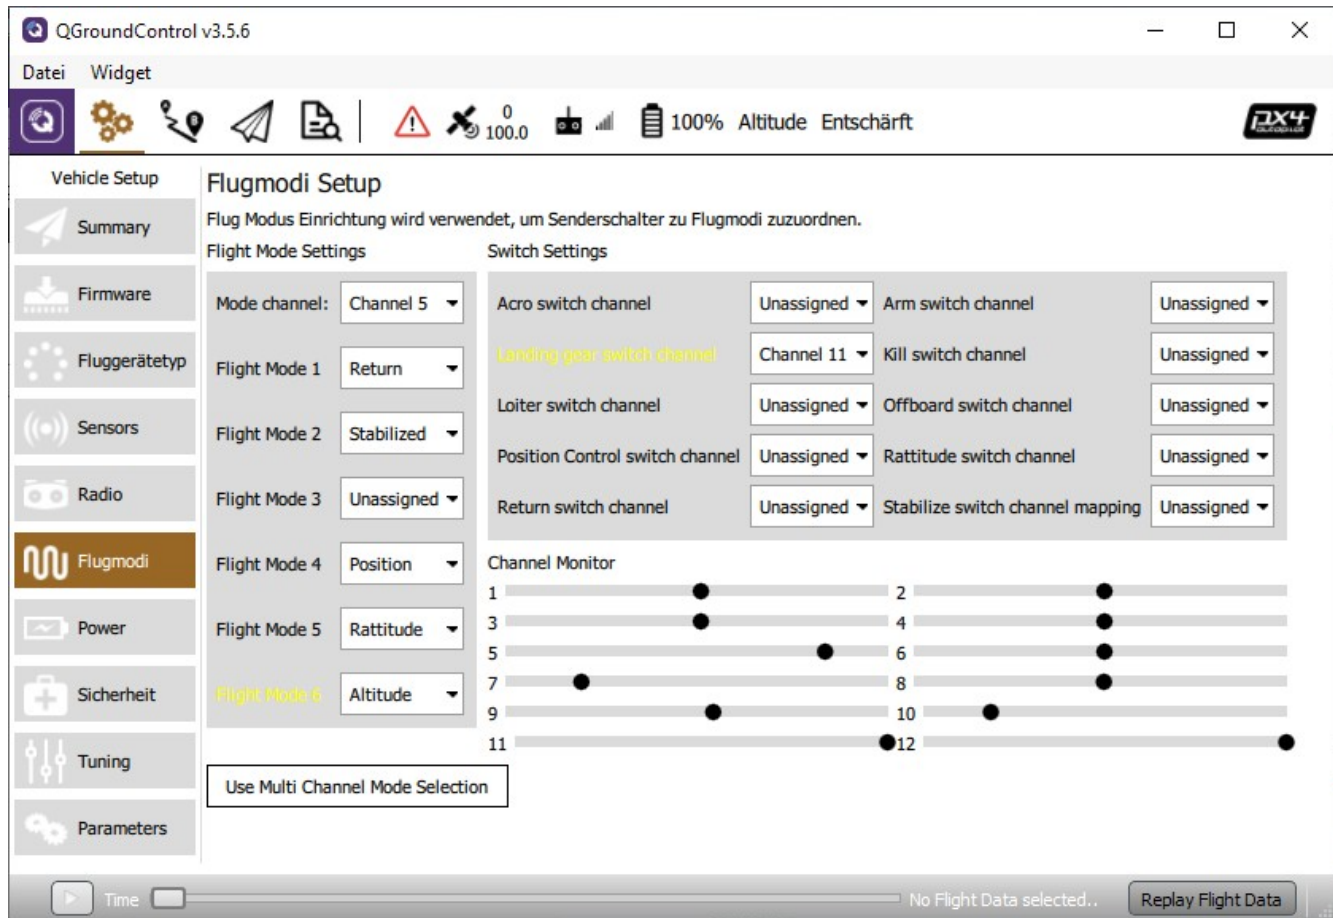 QGroundControl v3.5.6
Datei Widget
0
100.0
100% Altitude Entschärft
px4
autopilot
Vehicle Setup
Summary
Firmware
Fluggerätetyp
Sensors
Radio
Flugmodi
Power
Sicherheit
Tuning
Parameters
Flugmodi Setup
Flug Modus Einrichtung wird verwendet, um Senderschalter zu Flugmodi zuzuordnen.
Flight Mode Settings
Mode channel: Channel 5
Flight Mode 1 Return
Flight Mode 2 Stabilized
Flight Mode 3 Unassigned
Flight Mode 4 Position
Flight Mode 5 Rattitude
Flight Mode 6 Altitude
Use Multi Channel Mode Selection
Switch Settings
Acro switch channel Unassigned Arm switch channel Unassigned
Landing gear switch channel Channel 11 Kill switch channel Unassigned
Loiter switch channel Unassigned Offboard switch channel Unassigned
Position Control switch channel Unassigned Rattitude switch channel Unassigned
Return switch channel Unassigned Stabilize switch channel mapping Unassigned
Channel Monitor
1 2
3 4
5 6
7 8
9 10
11 12
Time No Flight Data selected.. Replay Flight Data